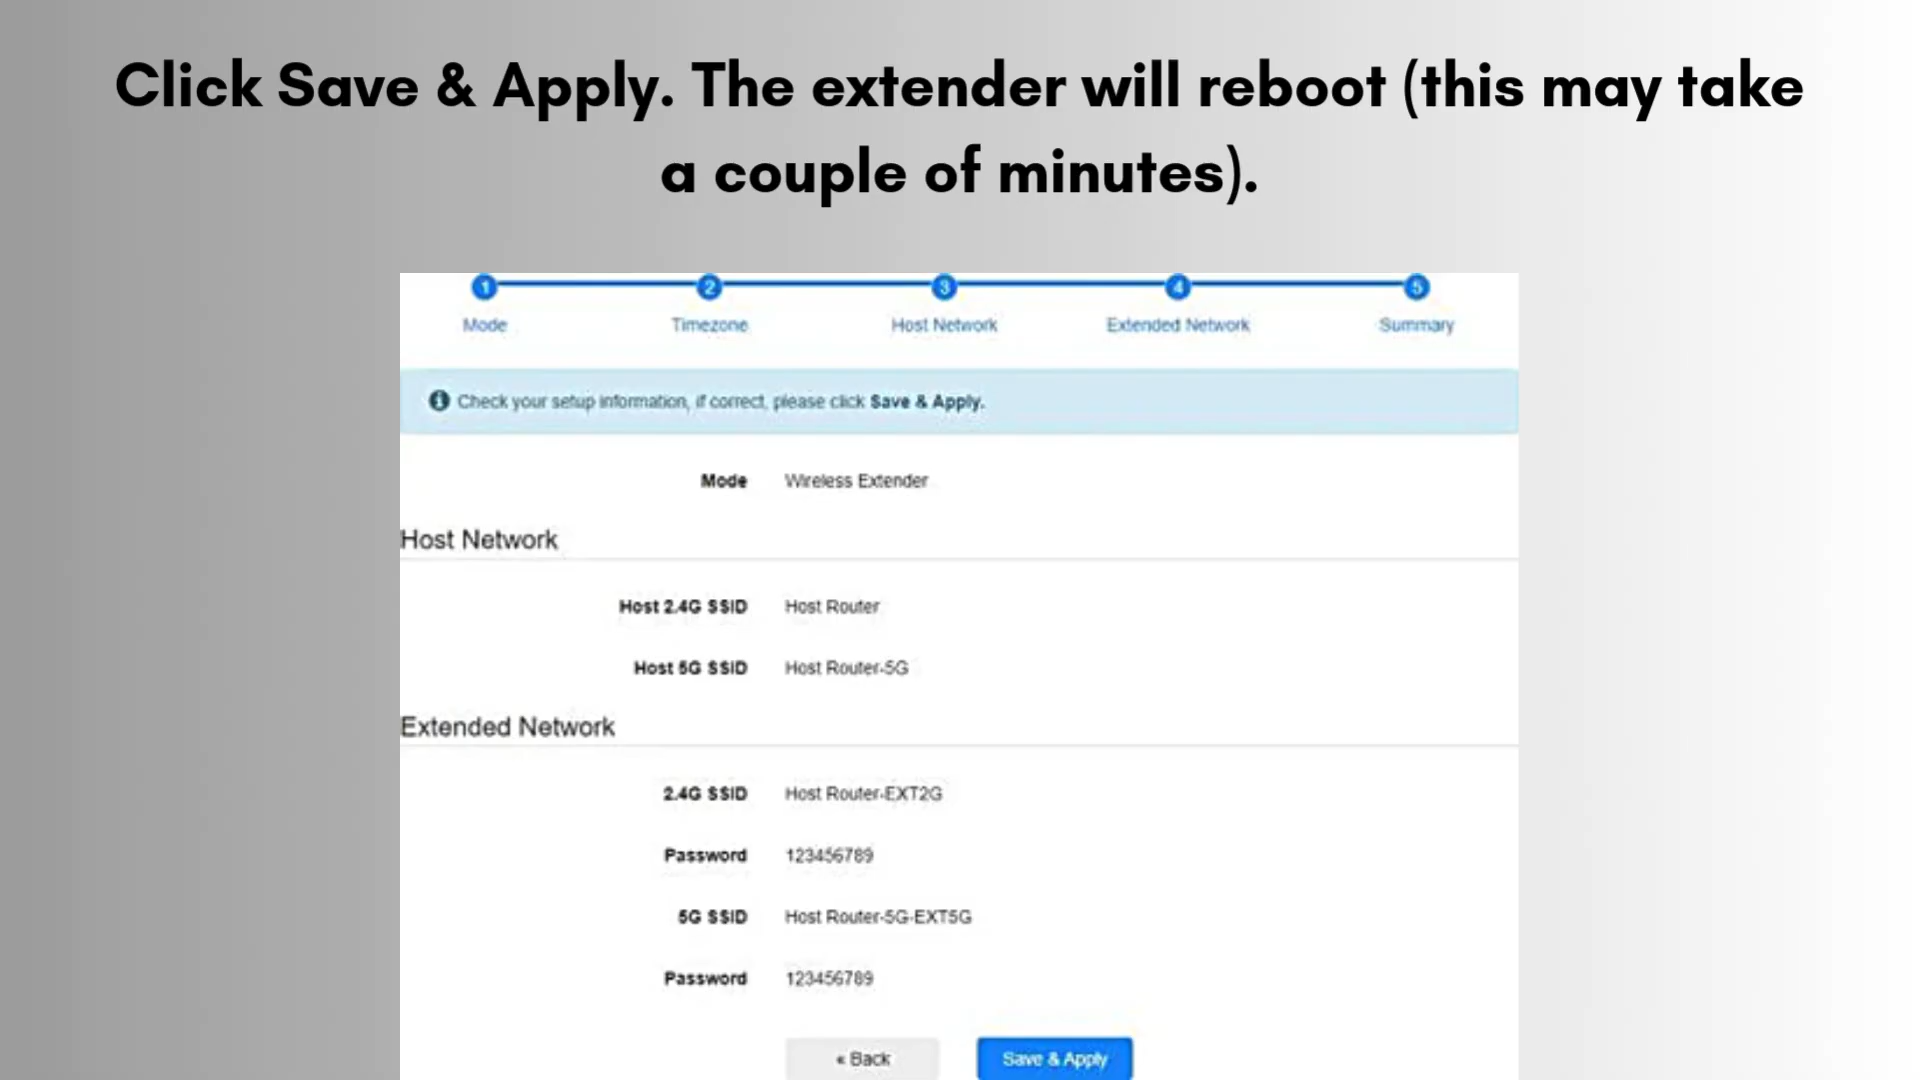 Click Save & Apply. The extender will reboot (this may take
a couple of minutes).
1 2 3 4 5
Mode Timezone Host Network Extended Network Summary
Check your setup information, if correct, please click Save & Apply.
Mode Wireless Extender
Host Network
Host 2.4G SSID Host Router
Host 5G SSID Host Router-5G
Extended Network
2.4G SSID Host Router-EXT2G
Password 123456789
5G SSID Host Router-5G-EXT5G
Password 123456789
« Back Save & Apply